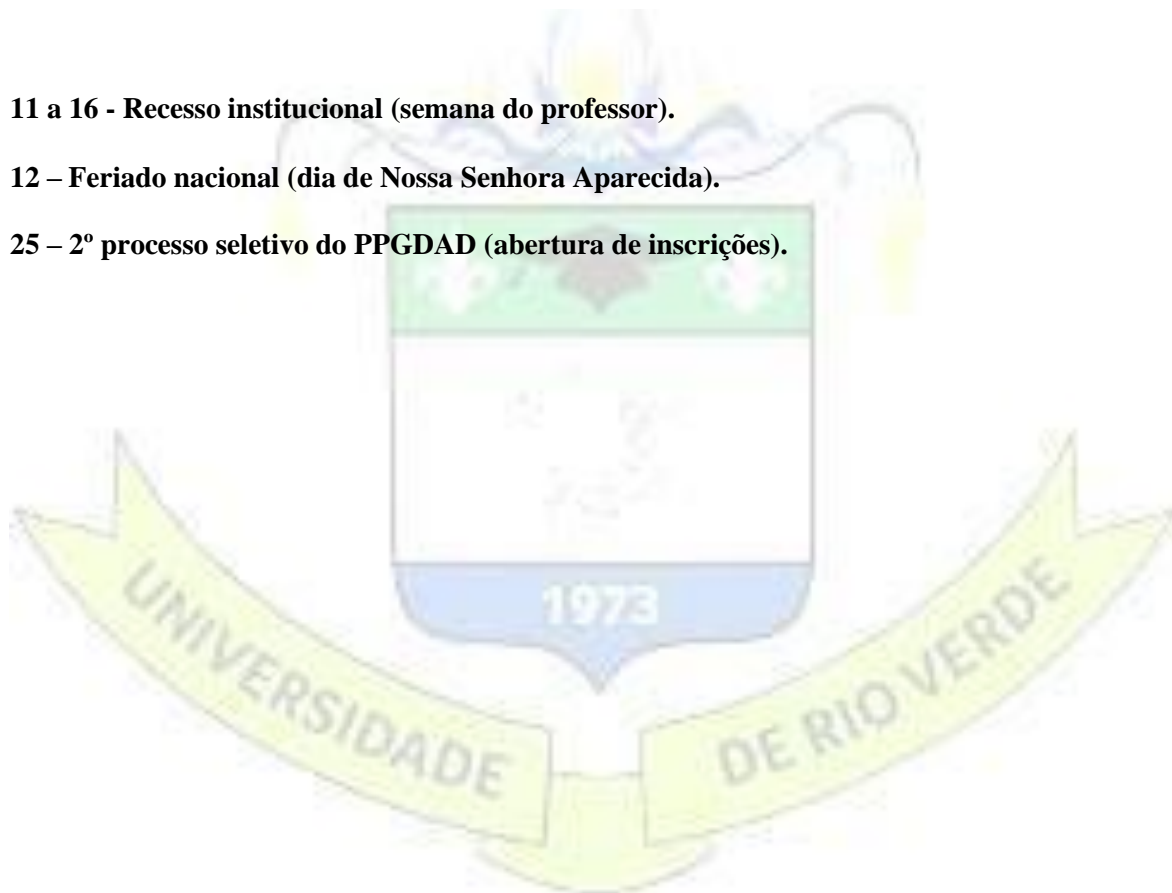 11 a 16 - Recesso institucional (semana do professor).
12 – Feriado nacional (dia de Nossa Senhora Aparecida).
25 – 2º processo seletivo do PPGDAD (abertura de inscrições).
1973
UNIVERSIDADE DE RIO VERDE